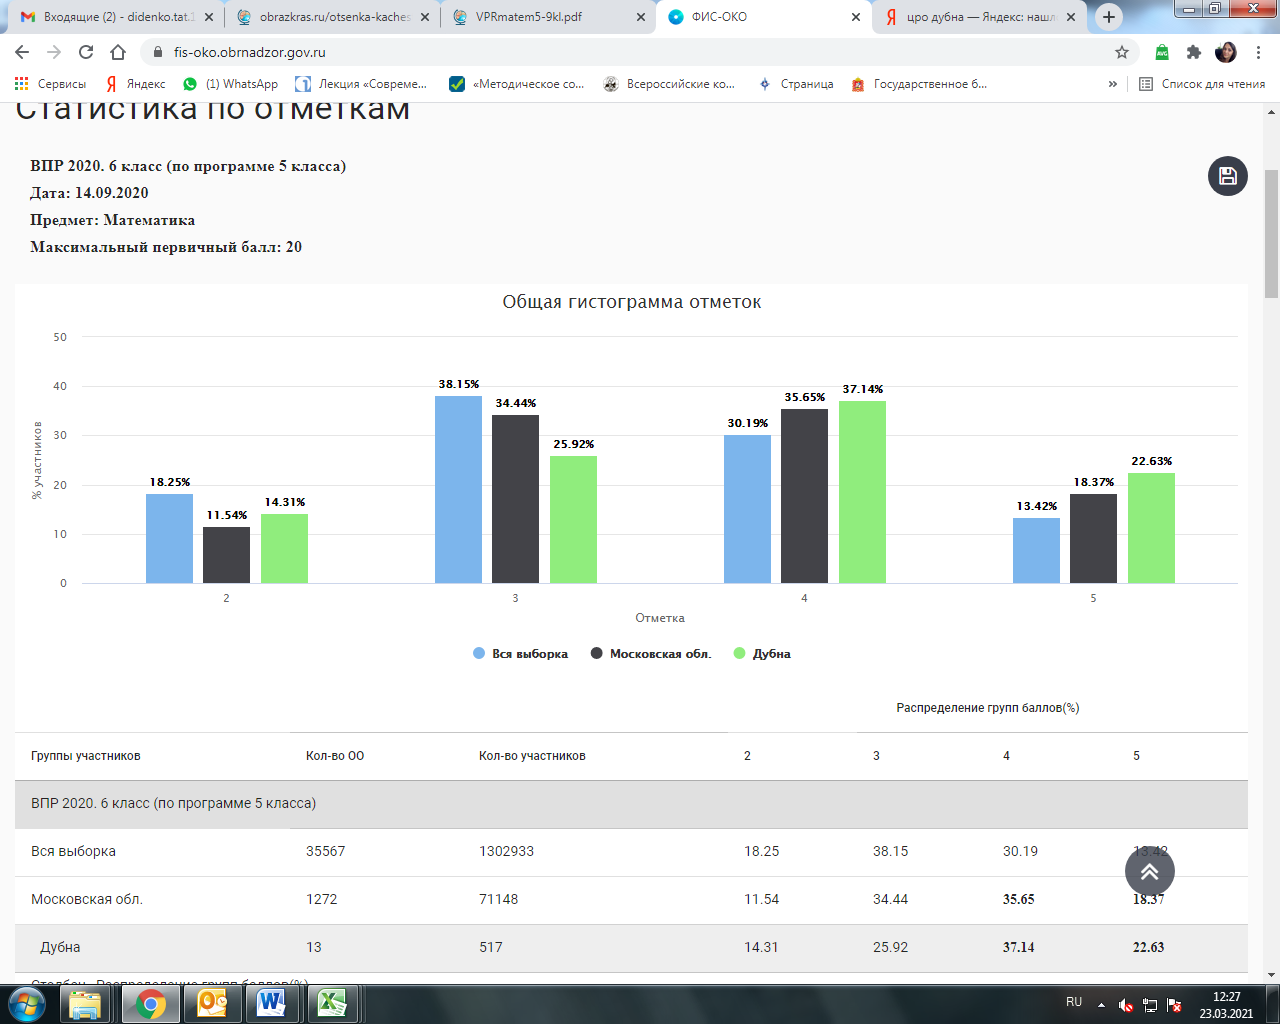 Входящие (2) - didenko.tat.1
obrazkras.ru/otsenka-kaches
VPRmatem5-9kl.pdf
ФИС-ОКО
цро дубна — Яндекс: нашл
fis-oko.obrnadzor.gov.ru
Сервисы
Яндекс
(1) WhatsApp
Лекция «Совреме...
«Методическое со...
Всероссийские ко...
Страница
Государственное б...
»
Список для чтения
Статистика по отметкам
ВПР 2020. 6 класс (по программе 5 класса)
Дата: 14.09.2020
Предмет: Математика
Максимальный первичный балл: 20
Общая гистограмма отметок
% участников
50
40
30
20
10
0
18.25%
11.54%
14.31%
38.15%
34.44%
25.92%
30.19%
35.65%
37.14%
13.42%
18.37%
22.63%
2 3 4 5
Отметка
Вся выборка Московская обл. Дубна
Распределение групп баллов(%)
Группы участников Кол-во ОО Кол-во участников 2 3 4 5
ВПР 2020. 6 класс (по программе 5 класса)
Вся выборка 35567 1302933 18.25 38.15 30.19 13.42
Московская обл. 1272 71148 11.54 34.44 35.65 18.37
Дубна 13 517 14.31 25.92 37.14 22.63
Столбец - Распределение групп баллов(%)
RU
12:27
23.03.2021